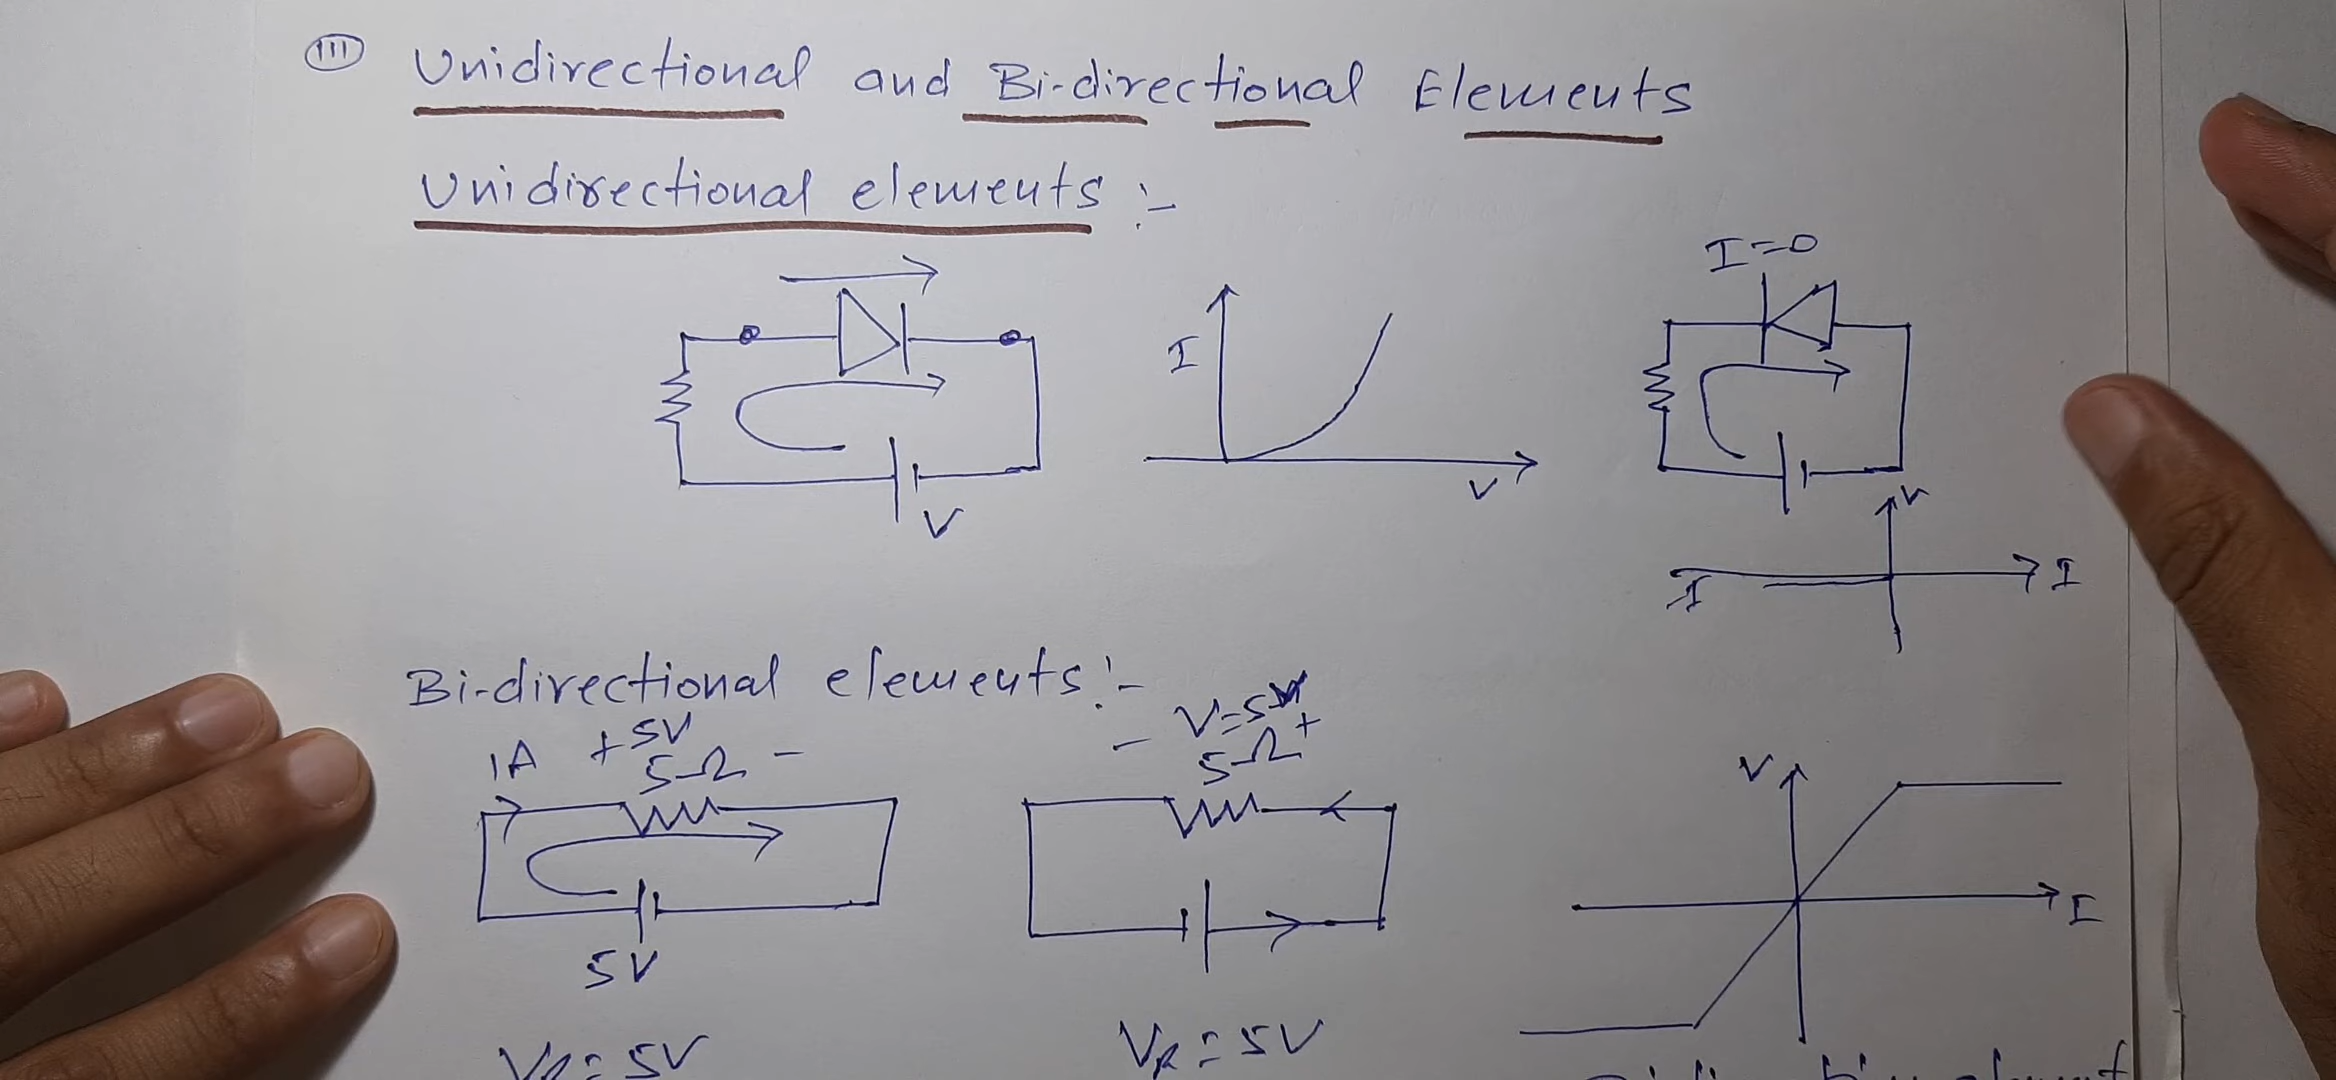 (III) Unidirectional and Bi-directional Elements
Unidirectional elements :-
I=0
I
V
V
V
I
I
Bi-directional elements :-
1A + 5V -
5Ω
- V=5V +
5Ω
V
I
5V
VR = 5V
VR = 5V